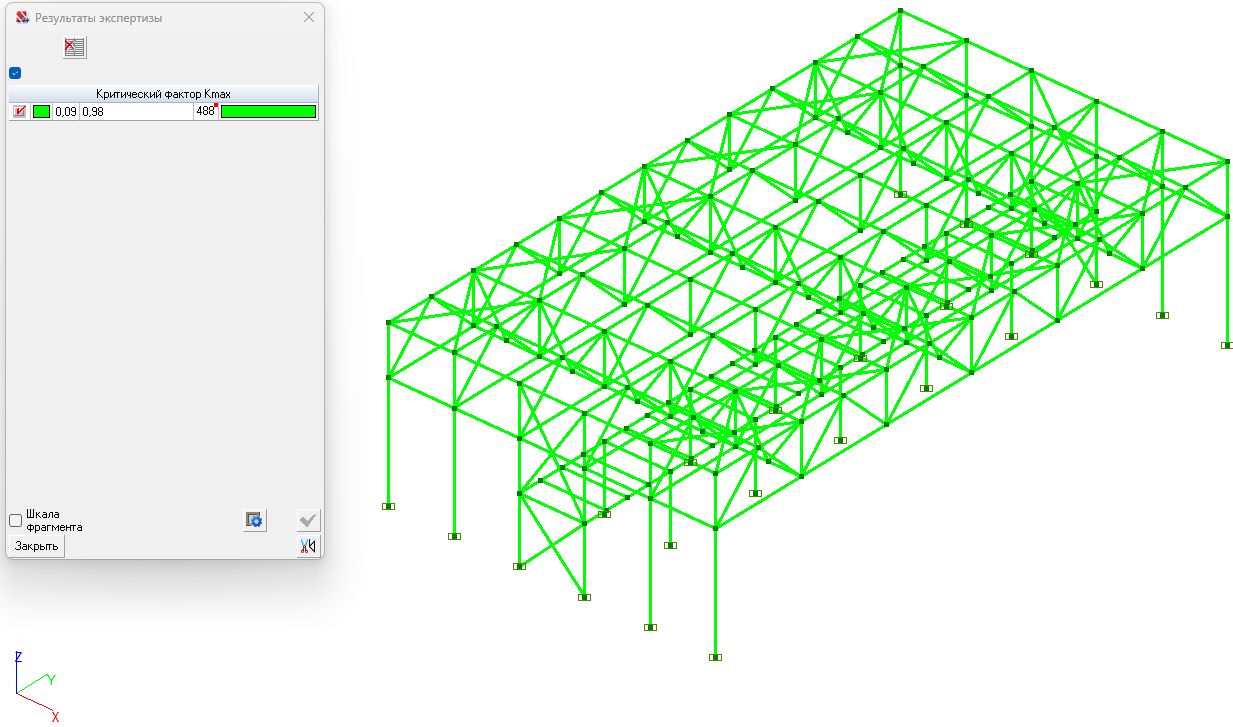 Результаты экспертизы
Критический фактор Kmax
0,09 0,98 488
Шкала
фрагмента
Закрыть
Z
Y
X